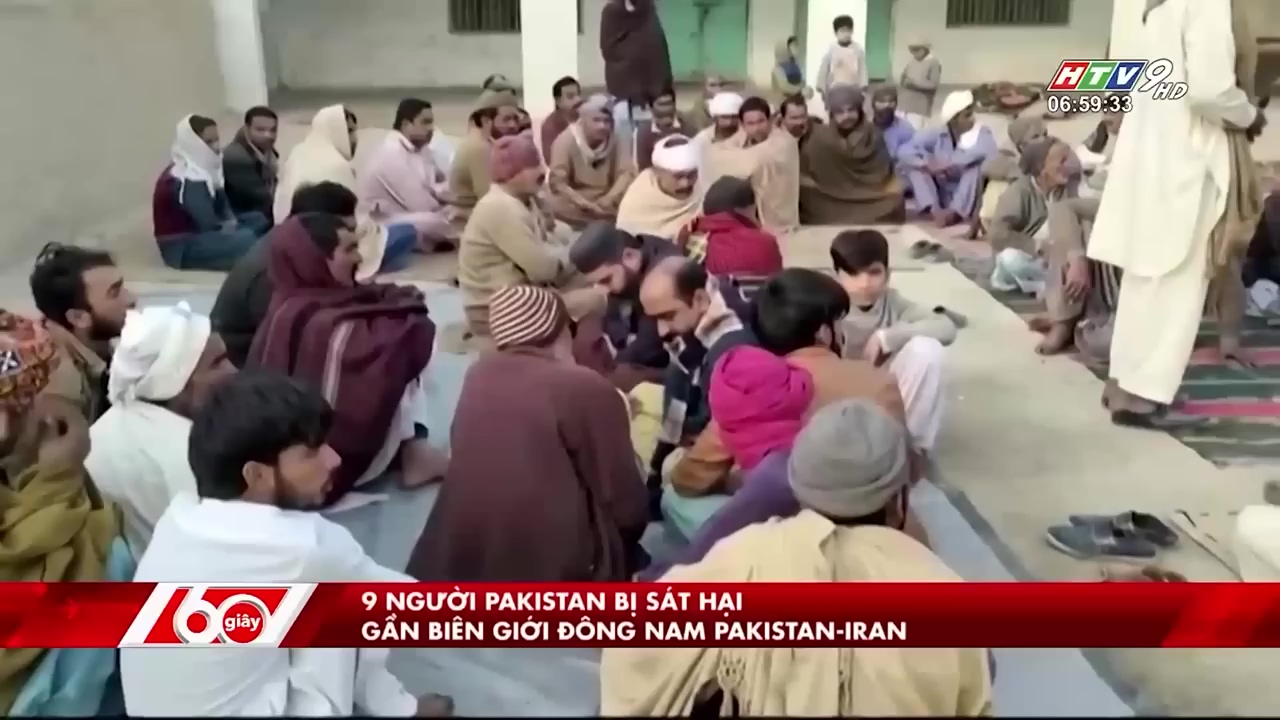 HTV9 HD
06:59:33
60 giây
9 NGƯỜI PAKISTAN BỊ SÁT HẠI
GẦN BIÊN GIỚI ĐÔNG NAM PAKISTAN-IRAN